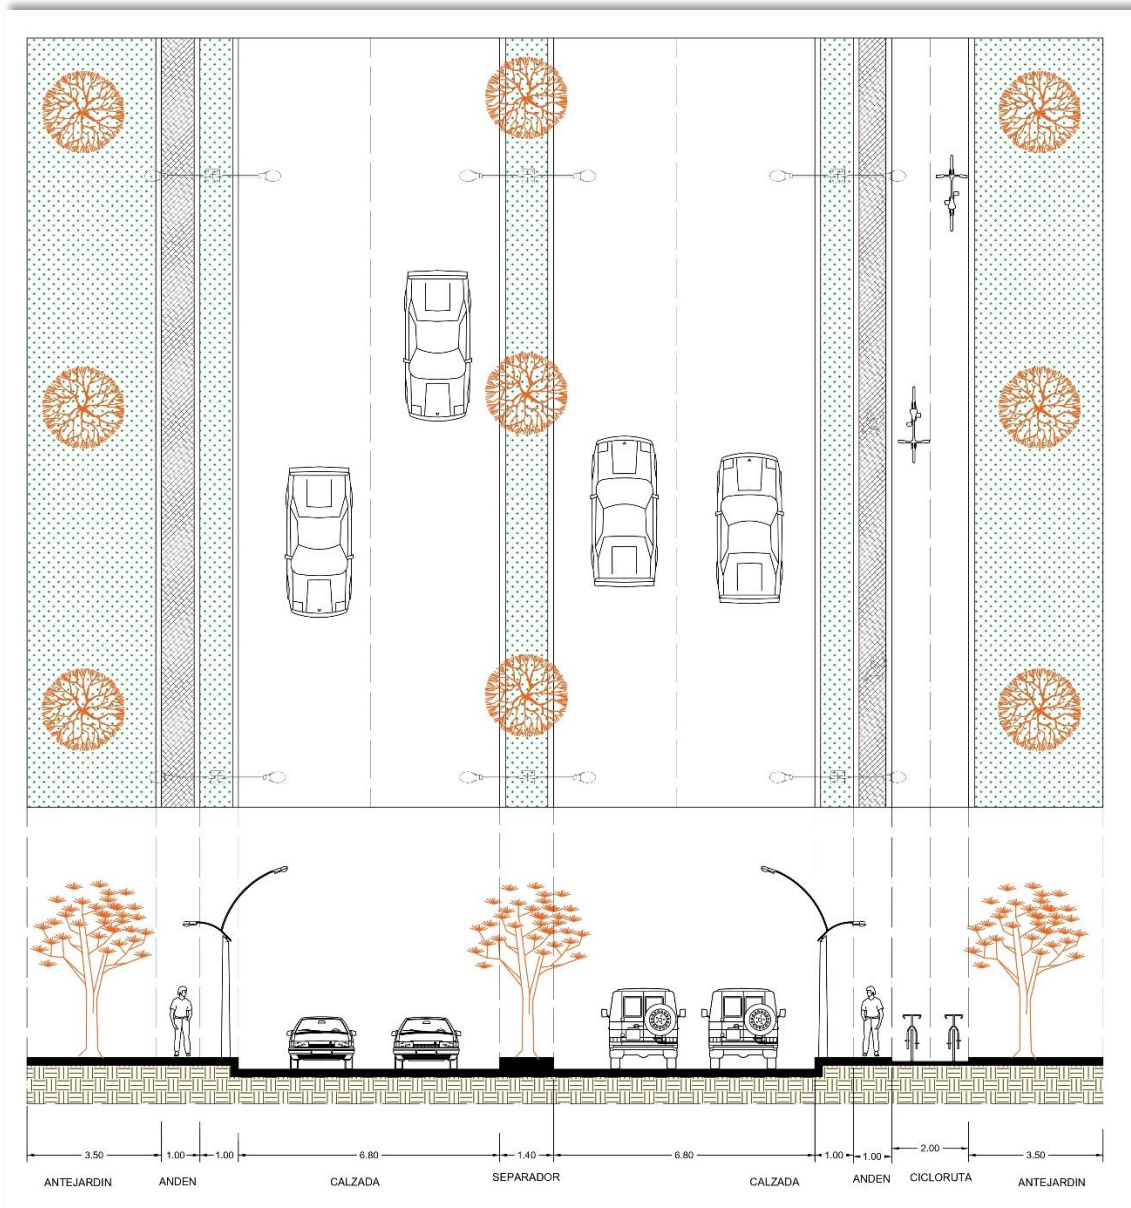 3.50 1.00 1.00 6.80 1.40 6.80 1.00 1.00 2.00 3.50
ANTEJARDIN ANDEN CALZADA SEPARADOR CALZADA ANDEN CICLORUTA ANTEJARDIN